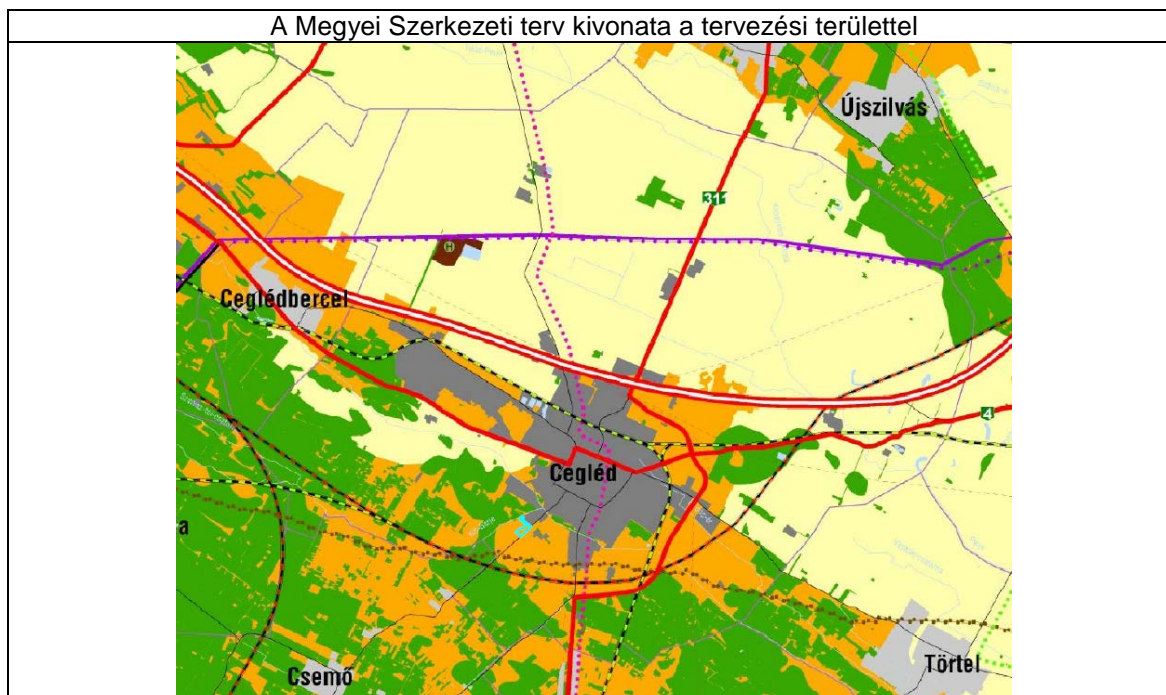 A Megyei Szerkezeti terv kivonata a tervezési területtel
Újszilvás
311
H
Ceglédbercel
4
Cegléd
a
Törtel
Csemő